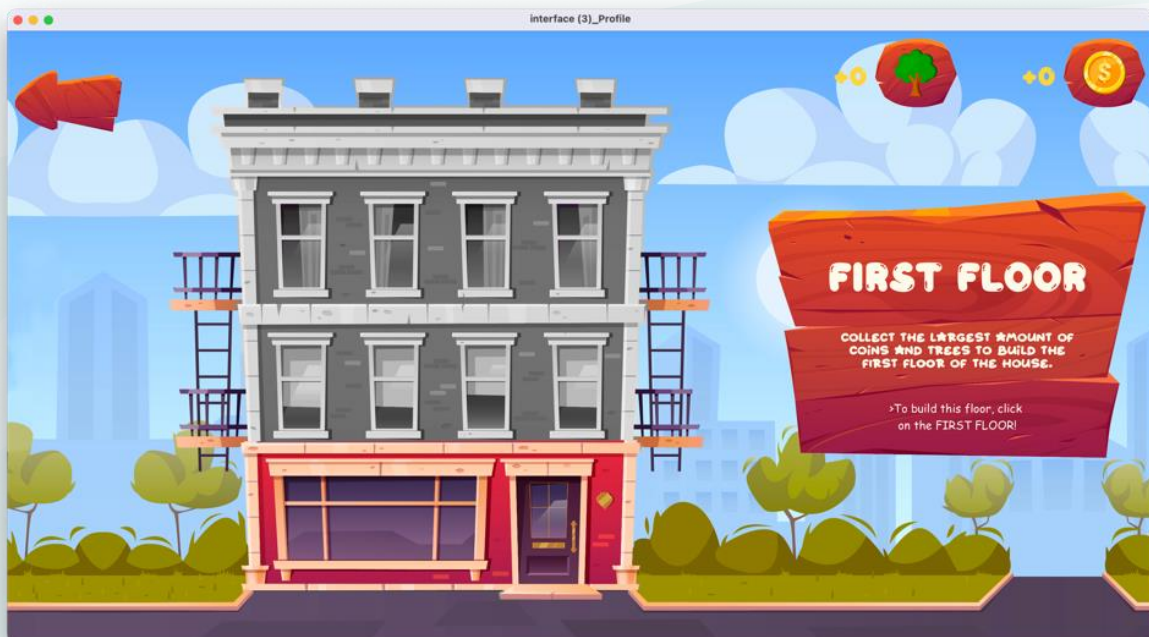 interface (3)_Profile
+0
+0
$
FIRST FLOOR
COLLECT THE LARGEST AMOUNT OF
COINS AND TREES TO BUILD THE
FIRST FLOOR OF THE HOUSE.
>To build this floor, click
on the FIRST FLOOR!